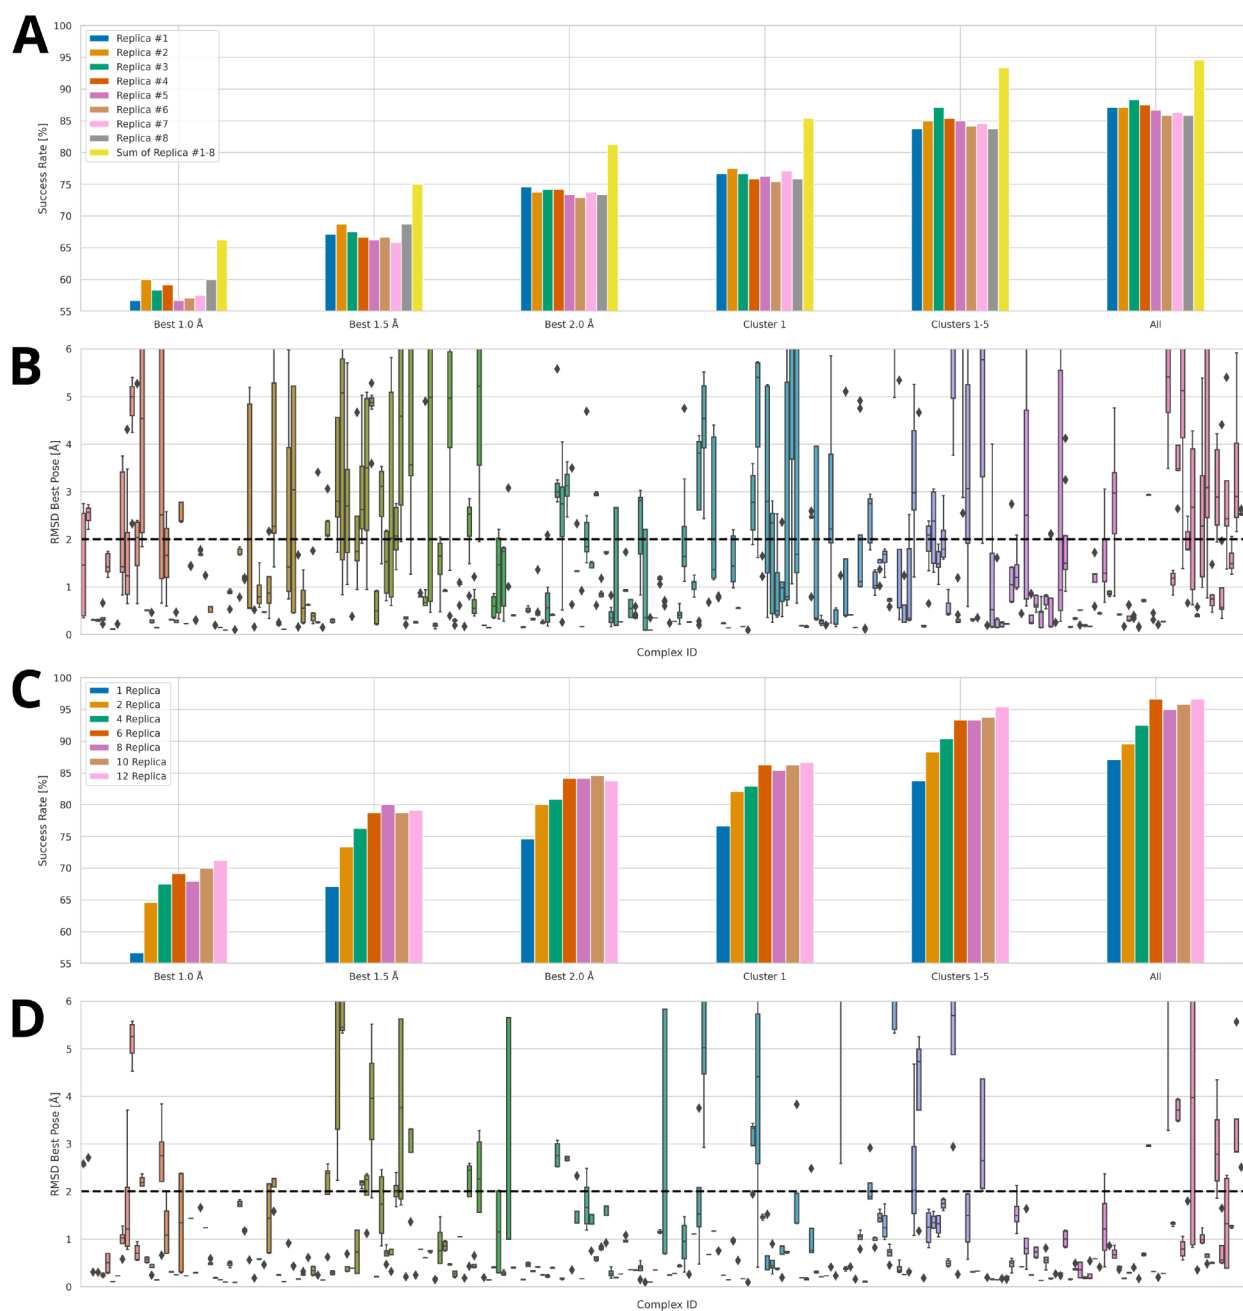 A
100
95
90
85
80
75
70
65
60
55
Success Rate [%]
Replica #1
Replica #2
Replica #3
Replica #4
Replica #5
Replica #6
Replica #7
Replica #8
Sum of Replica #1-8
Best 1.0 Å
Best 1.5 Å
Best 2.0 Å
Cluster 1
Clusters 1-5
All
B
6
5
4
3
2
1
0
RMSD Best Pose [Å]
Complex ID
C
100
95
90
85
80
75
70
65
60
55
Success Rate [%]
1 Replica
2 Replica
4 Replica
6 Replica
8 Replica
10 Replica
12 Replica
Best 1.0 Å
Best 1.5 Å
Best 2.0 Å
Cluster 1
Clusters 1-5
All
D
6
5
4
3
2
1
0
RMSD Best Pose [Å]
Complex ID